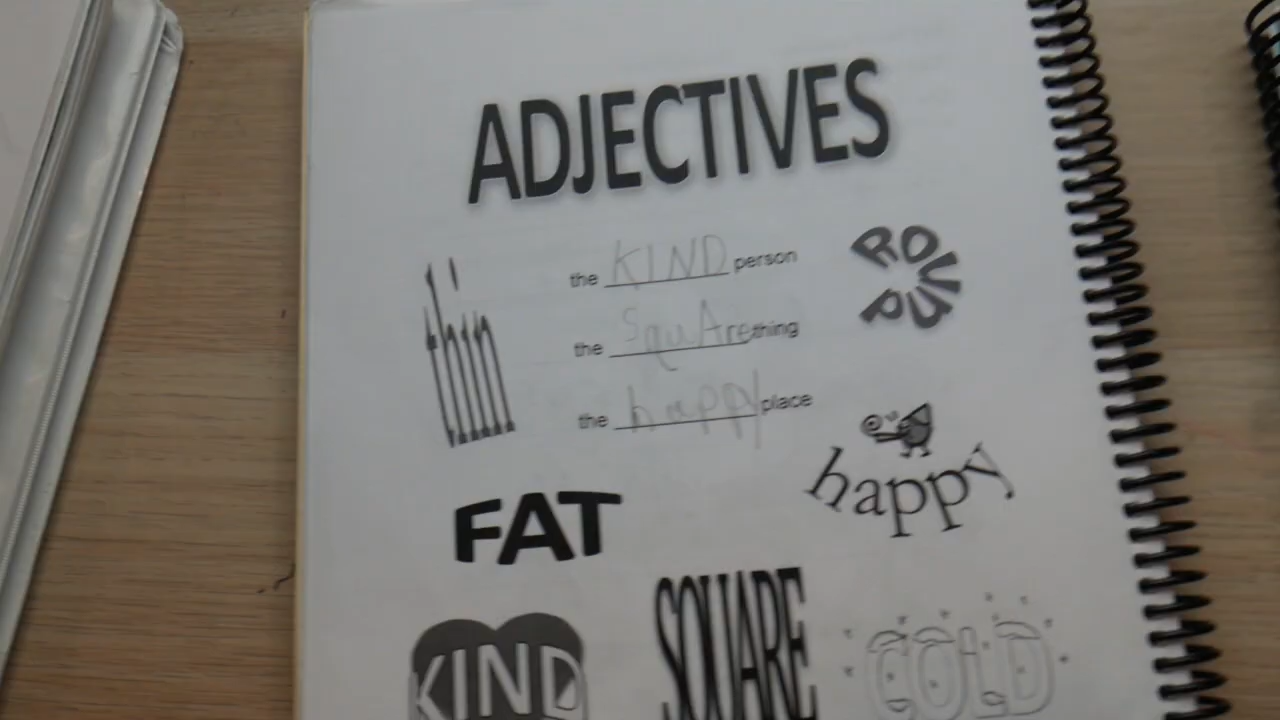 ADJECTIVES
the KIND person
ROUND
thin
the SquAre thing
the happy place
happy
FAT
KIND
SQUARE
COLD